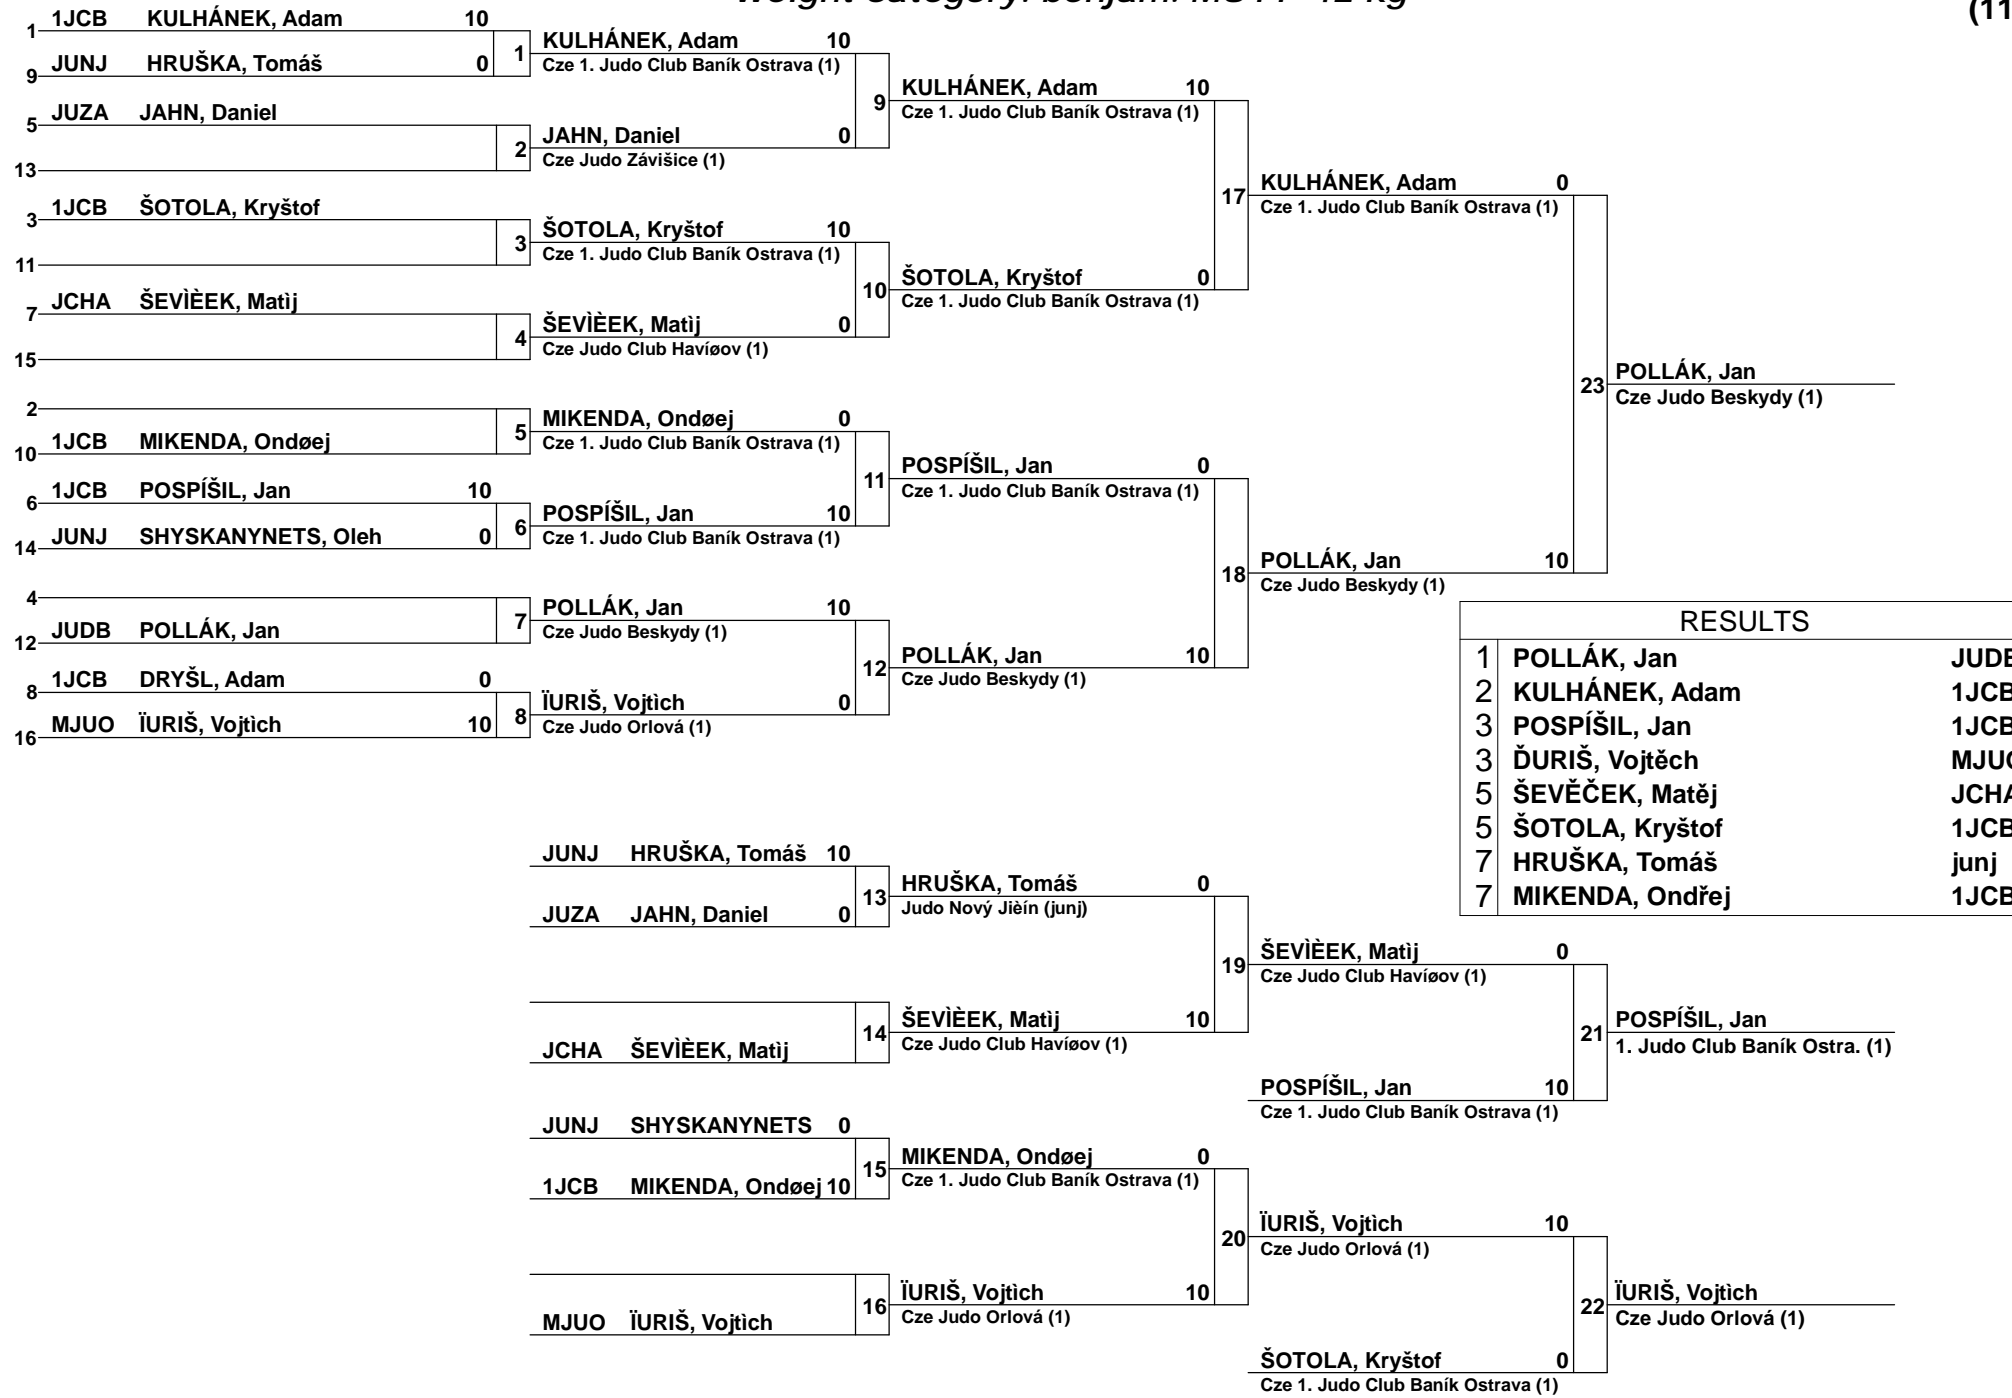 (11
1 1JCB KULHÁNEK, Adam 10
9 JUNJ HRUŠKA, Tomáš 0
1
5 JUZA JAHN, Daniel
13
2
3 1JCB ŠOTOLA, Kryštof
11
3
7 JCHA ŠEVÌÈEK, Matìj
15
4
2
10 1JCB MIKENDA, Ondøej
5
6 1JCB POSPÍŠIL, Jan 10
14 JUNJ SHYSKANYNETS, Oleh 0
6
4
12 JUDB POLLÁK, Jan
7
8 1JCB DRYŠL, Adam 0
16 MJUO ÏURIŠ, Vojtìch 10
8
KULHÁNEK, Adam 10
Cze 1. Judo Club Baník Ostrava (1)
9
JAHN, Daniel 0
Cze Judo Závišice (1)
ŠOTOLA, Kryštof 10
Cze 1. Judo Club Baník Ostrava (1)
10
ŠEVÌÈEK, Matìj 0
Cze Judo Club Havíøov (1)
MIKENDA, Ondøej 0
Cze 1. Judo Club Baník Ostrava (1)
11
POSPÍŠIL, Jan 10
Cze 1. Judo Club Baník Ostrava (1)
POLLÁK, Jan 10
Cze Judo Beskydy (1)
12
ÏURIŠ, Vojtìch 0
Cze Judo Orlová (1)
KULHÁNEK, Adam 10
Cze 1. Judo Club Baník Ostrava (1)
17
ŠOTOLA, Kryštof 0
Cze 1. Judo Club Baník Ostrava (1)
POSPÍŠIL, Jan 0
Cze 1. Judo Club Baník Ostrava (1)
18
POLLÁK, Jan 10
Cze Judo Beskydy (1)
KULHÁNEK, Adam 0
Cze 1. Judo Club Baník Ostrava (1)
23
POLLÁK, Jan 10
Cze Judo Beskydy (1)
POLLÁK, Jan
Cze Judo Beskydy (1)
RESULTS
1 POLLÁK, Jan JUDB
2 KULHÁNEK, Adam 1JCB
3 POSPÍŠIL, Jan 1JCB
3 ĎURIŠ, Vojtěch MJUO
5 ŠEVĚČEK, Matěj JCHA
5 ŠOTOLA, Kryštof 1JCB
7 HRUŠKA, Tomáš junj
7 MIKENDA, Ondřej 1JCB
JUNJ HRUŠKA, Tomáš 10
13
JUZA JAHN, Daniel 0
14
JCHA ŠEVÌÈEK, Matìj
JUNJ SHYSKANYNETS 0
15
1JCB MIKENDA, Ondøej 10
16
MJUO ÏURIŠ, Vojtìch
HRUŠKA, Tomáš 0
Judo Nový Jièín (junj)
19
ŠEVÌÈEK, Matìj 10
Cze Judo Club Havíøov (1)
MIKENDA, Ondøej 0
Cze 1. Judo Club Baník Ostrava (1)
20
ÏURIŠ, Vojtìch 10
Cze Judo Orlová (1)
ŠEVÌÈEK, Matìj 0
Cze Judo Club Havíøov (1)
21
POSPÍŠIL, Jan 10
Cze 1. Judo Club Baník Ostrava (1)
ÏURIŠ, Vojtìch 10
Cze Judo Orlová (1)
22
ŠOTOLA, Kryštof 0
Cze 1. Judo Club Baník Ostrava (1)
POSPÍŠIL, Jan
1. Judo Club Baník Ostra. (1)
ÏURIŠ, Vojtìch
Cze Judo Orlová (1)